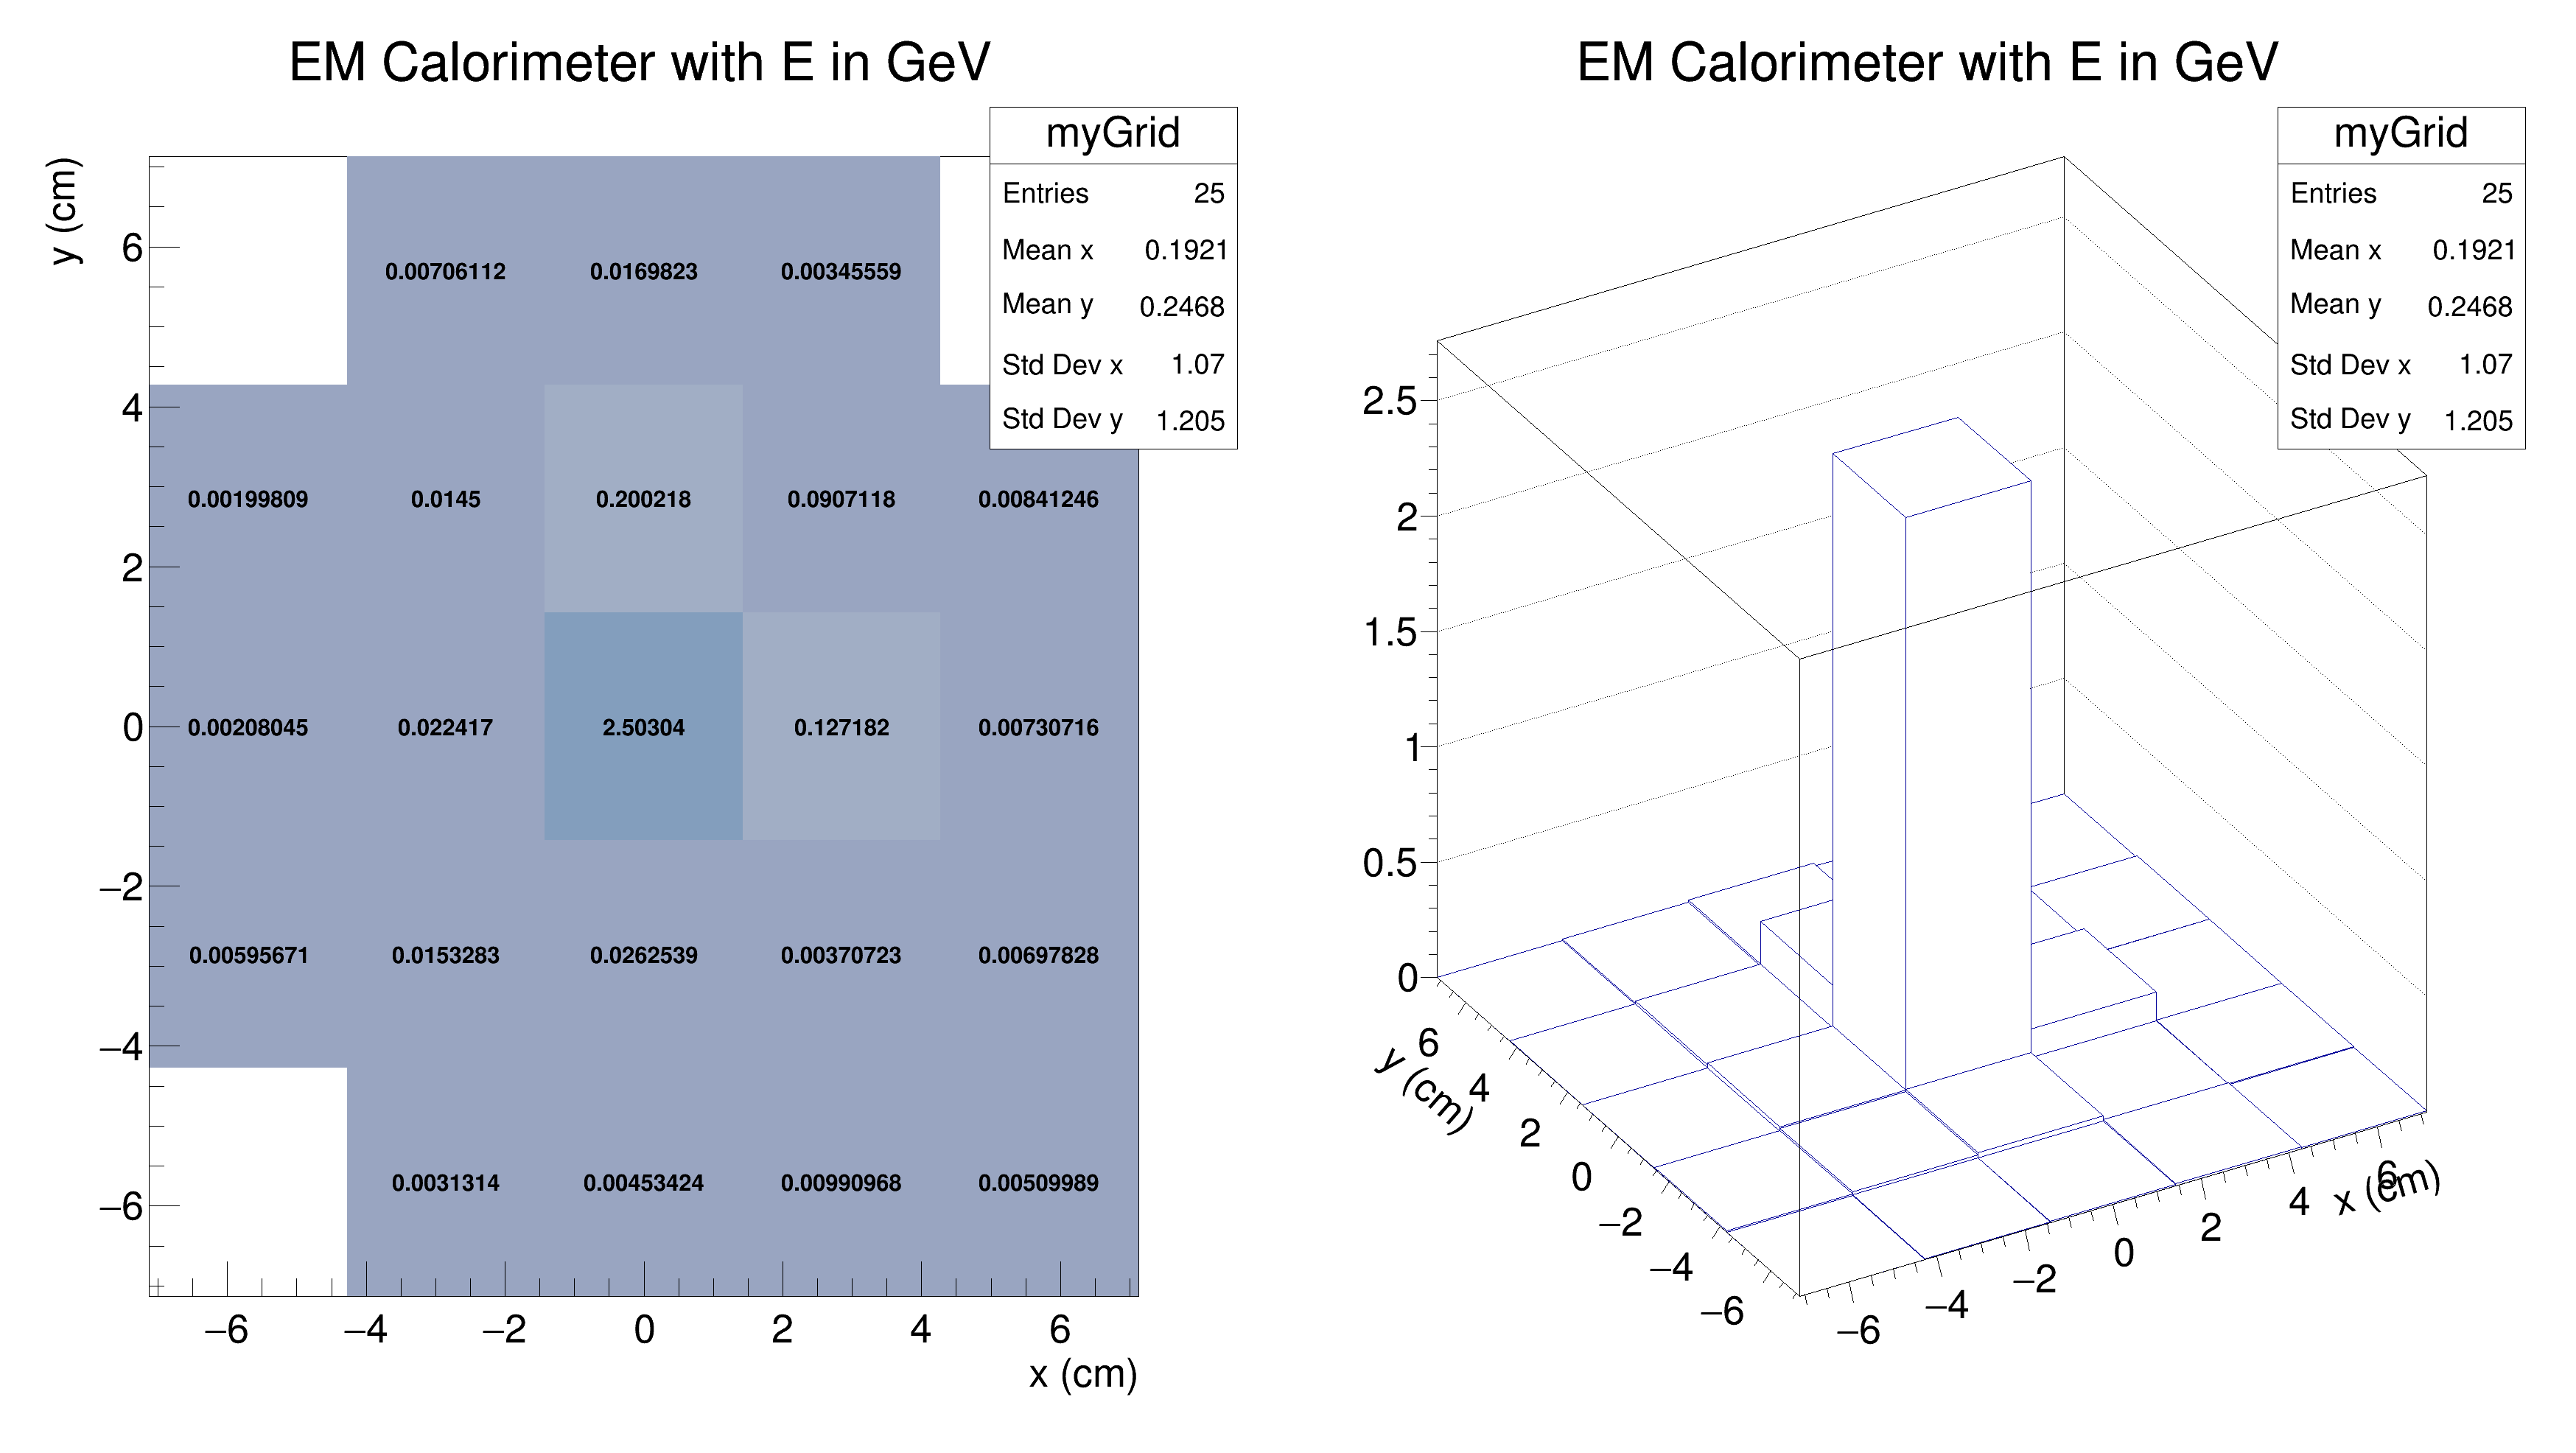 EM Calorimeter with E in GeV
myGrid
Entries 25
Mean x 0.1921
Mean y 0.2468
Std Dev x 1.07
Std Dev y 1.205
y (cm)
6
4
2
0
−2
−4
−6
0.00706112 0.0169823 0.00345559
0.00199809 0.0145 0.200218 0.0907118 0.00841246
0.00208045 0.022417 2.50304 0.127182 0.00730716
0.00595671 0.0153283 0.0262539 0.00370723 0.00697828
0.0031314 0.00453424 0.00990968 0.00509989
−6 −4 −2 0 2 4 6
x (cm)
EM Calorimeter with E in GeV
myGrid
Entries 25
Mean x 0.1921
Mean y 0.2468
Std Dev x 1.07
Std Dev y 1.205
2.5
2
1.5
1
0.5
0
y (cm)
6
4
2
0
−2
−4
−6
−6 −4 −2 0 2 4 6
x (cm)